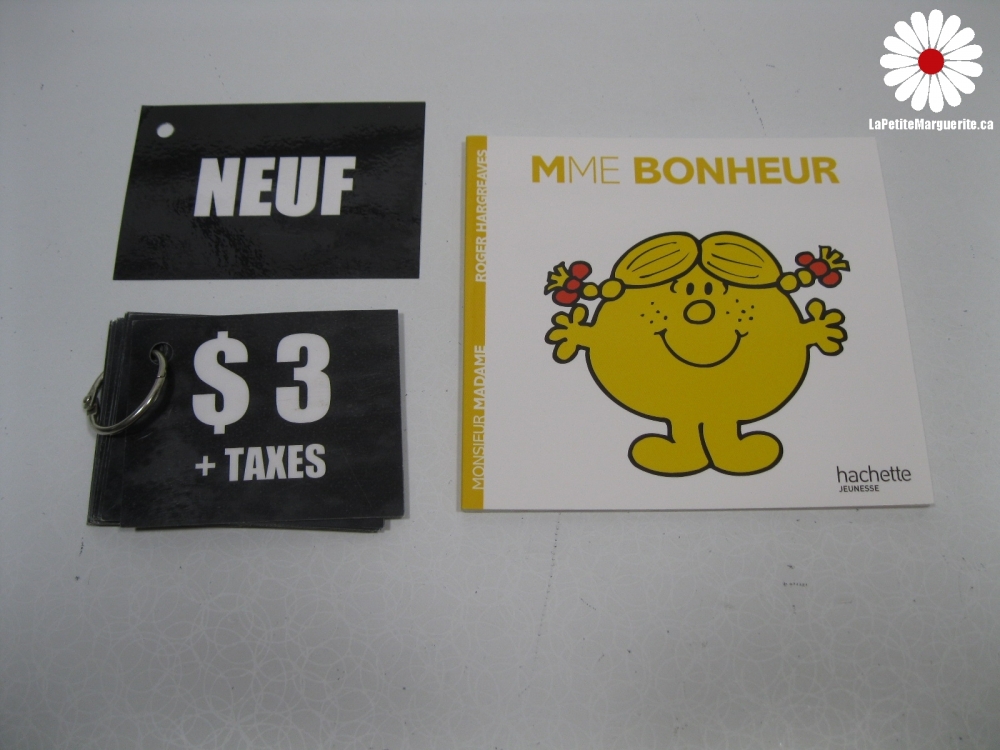 LaPetiteMarguerite.ca
NEUF
$ 3
+ TAXES
MONSIEUR MADAME
ROGER HARGREAVES
MME BONHEUR
hachette
JEUNESSE